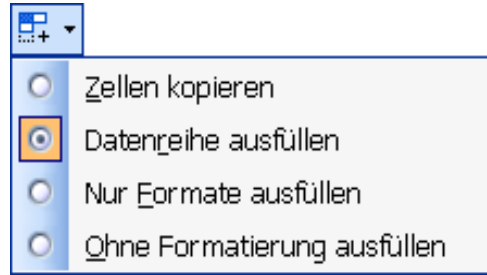 Zellen kopieren
Datenreihe ausfüllen
Nur Formate ausfüllen
Ohne Formatierung ausfüllen